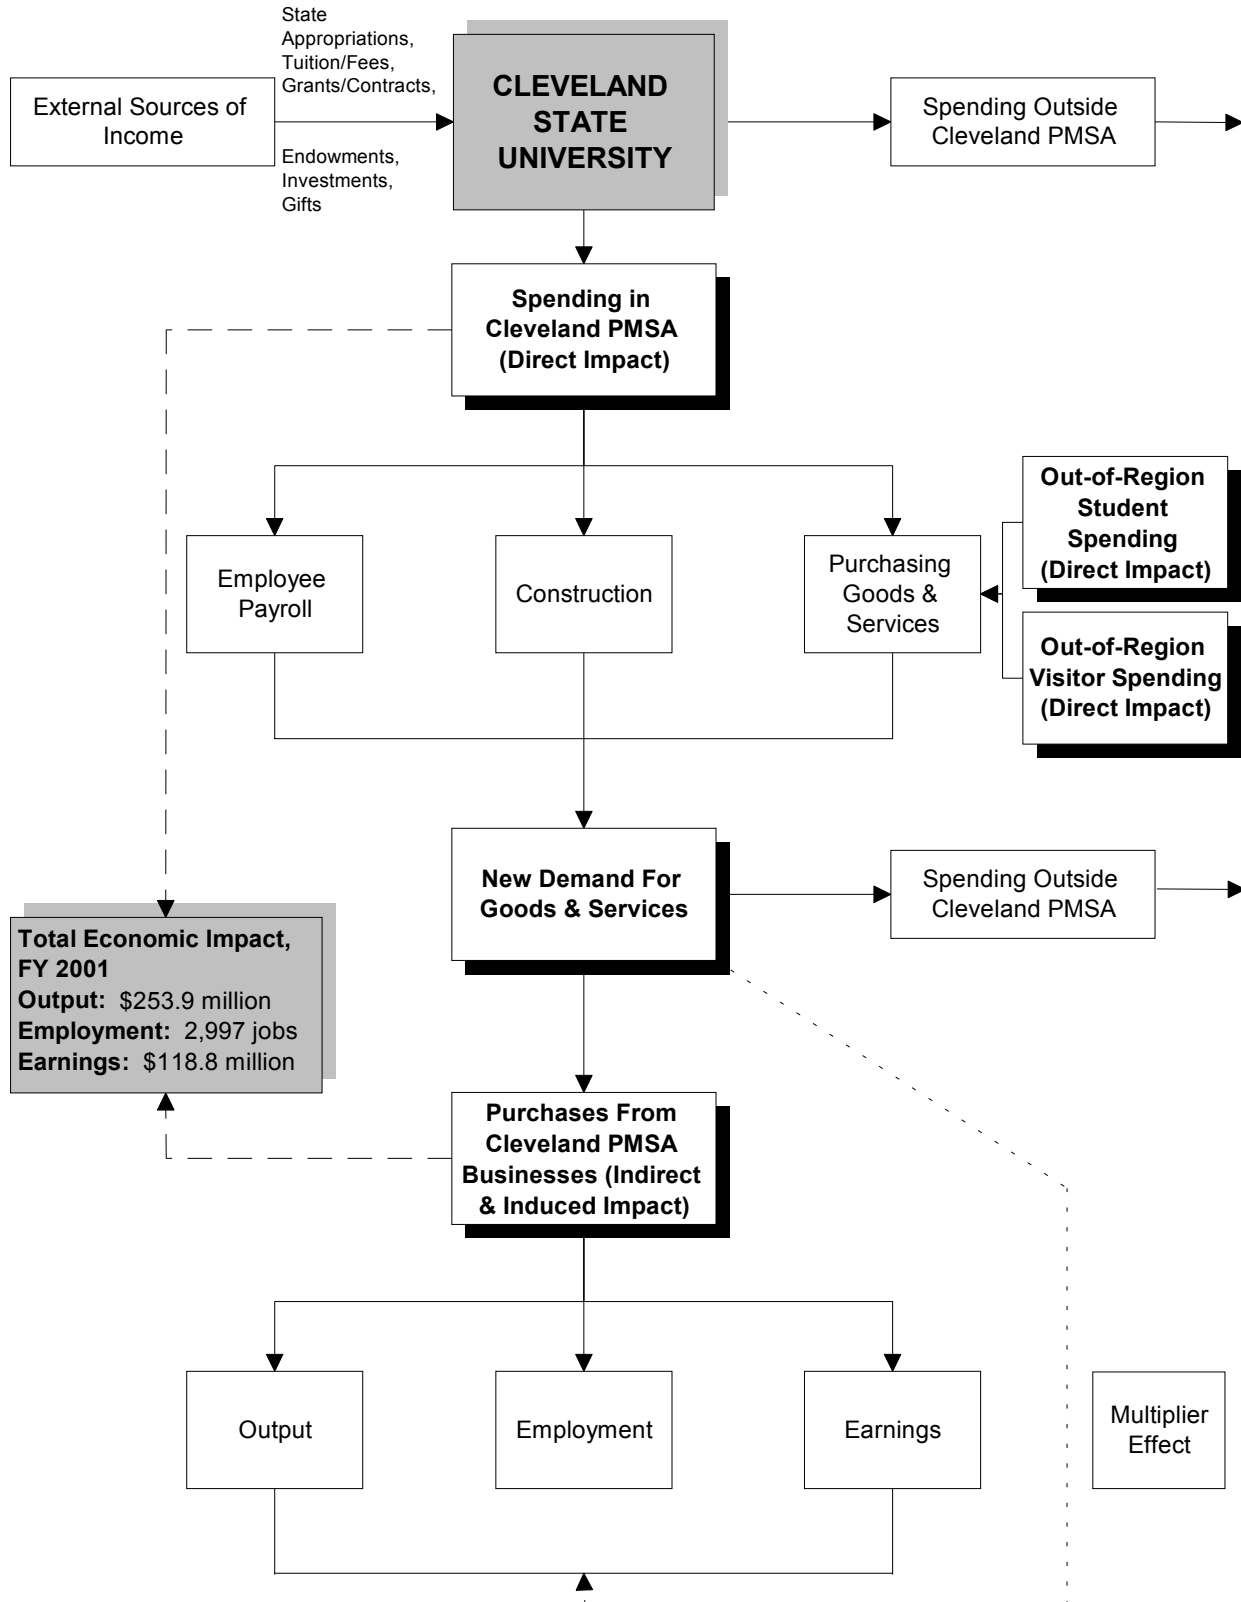 State
Appropriations,
Tuition/Fees,
Grants/Contracts,
External Sources of
Income
Endowments,
Investments,
Gifts
CLEVELAND
STATE
UNIVERSITY
Spending Outside
Cleveland PMSA
Spending in
Cleveland PMSA
(Direct Impact)
Employee
Payroll
Construction
Purchasing
Goods &
Services
Out-of-Region
Student
Spending
(Direct Impact)
Out-of-Region
Visitor Spending
(Direct Impact)
New Demand For
Goods & Services
Spending Outside
Cleveland PMSA
Total Economic Impact,
FY 2001
Output: $253.9 million
Employment: 2,997 jobs
Earnings: $118.8 million
Purchases From
Cleveland PMSA
Businesses (Indirect
& Induced Impact)
Output
Employment
Earnings
Multiplier
Effect